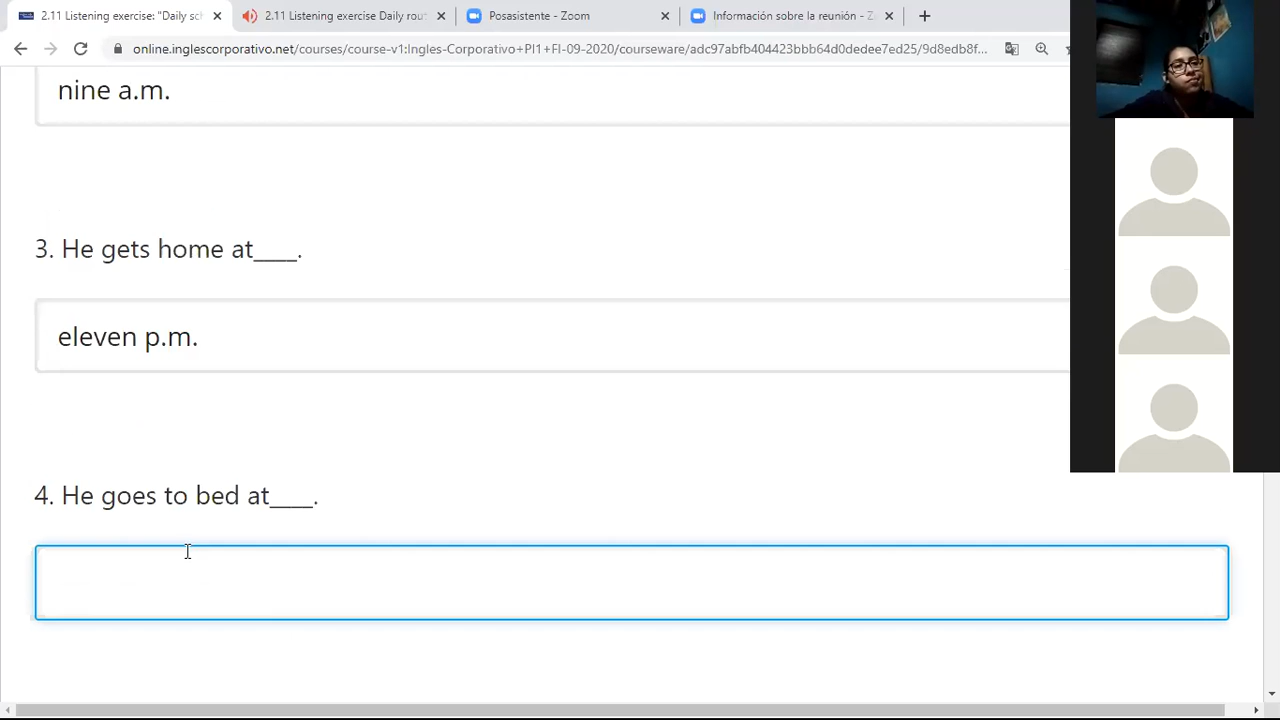 2.11 Listening exercise: "Daily sch
2.11 Listening exercise Daily rout
Posasistente - Zoom
Información sobre la reunión - Zo
online.inglescorporativo.net/courses/course-v1:Ingles-Corporativo+PI1+FI-09-2020/courseware/adc97abfb404423bbb64d0dedee7ed25/9d8edb8f...
nine a.m.
3. He gets home at____.
eleven p.m.
4. He goes to bed at____.